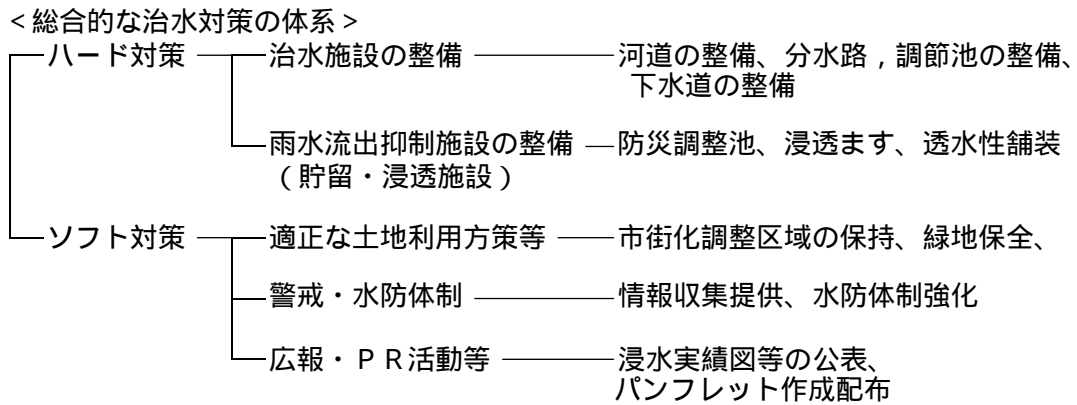 <総合的な治水対策の体系>
ハード対策 治水施設の整備 河道の整備、分水路,調節池の整備、
下水道の整備
雨水流出抑制施設の整備 防災調整池、浸透ます、透水性舗装
(貯留・浸透施設)
ソフト対策 適正な土地利用方策等 市街化調整区域の保持、緑地保全、
警戒・水防体制 情報収集提供、水防体制強化
広報・PR活動等 浸水実績図等の公表、
パンフレット作成配布